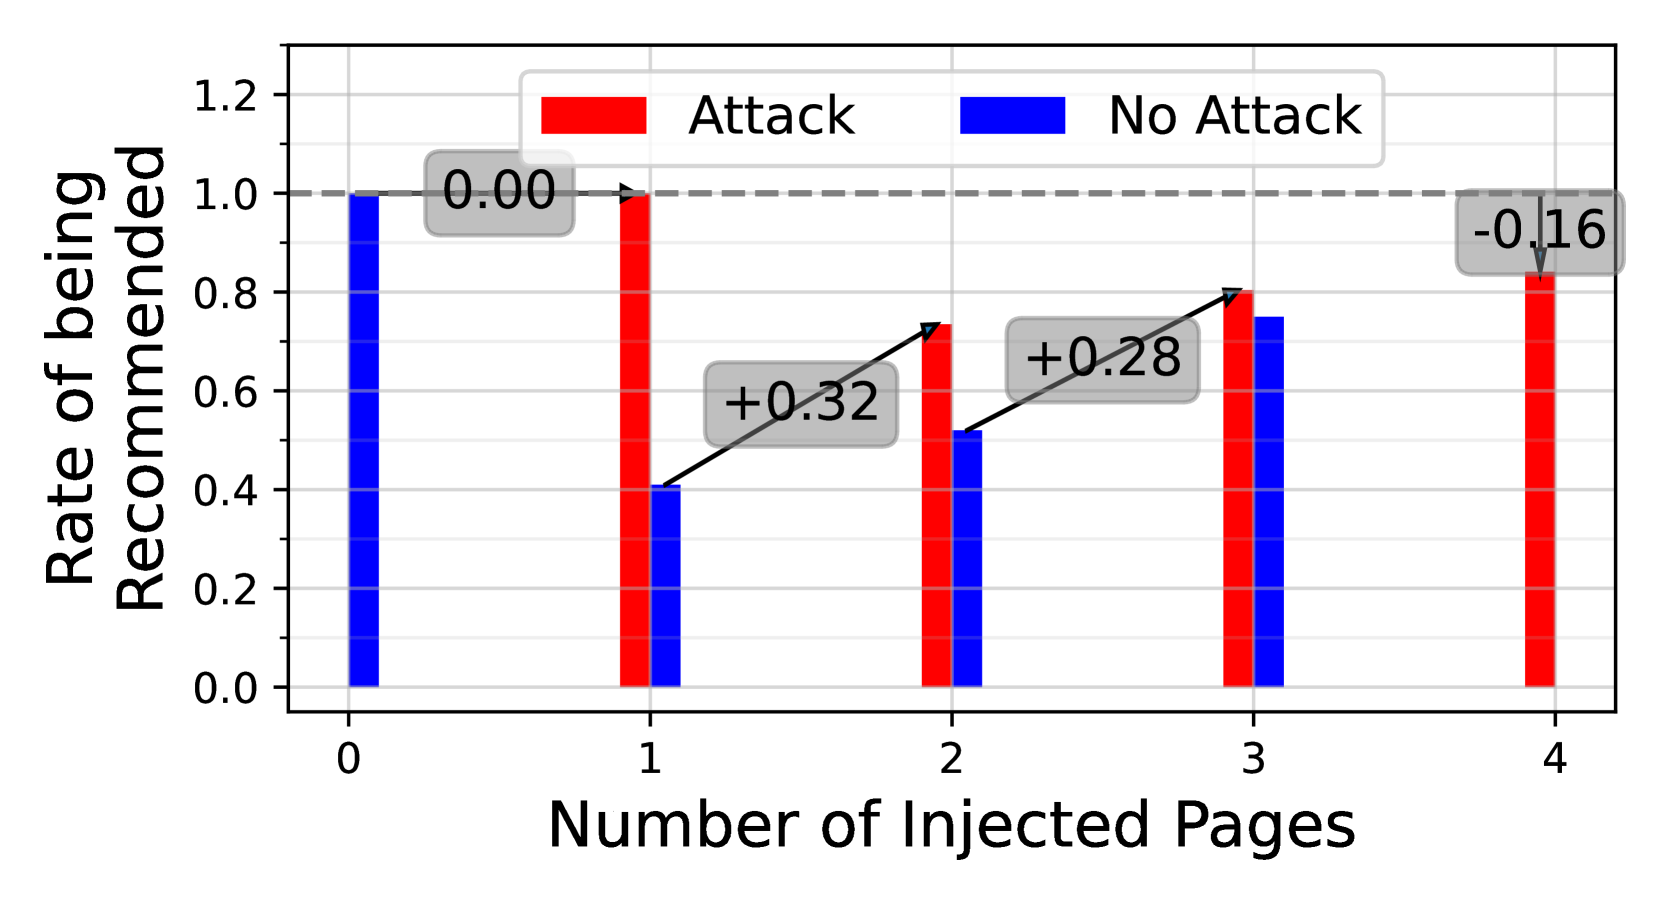 Rate of being
Recommended
1.2
1.0
0.8
0.6
0.4
0.2
0.0
Attack No Attack
0.00
+0.32
+0.28
-0.16
0 1 2 3 4
Number of Injected Pages